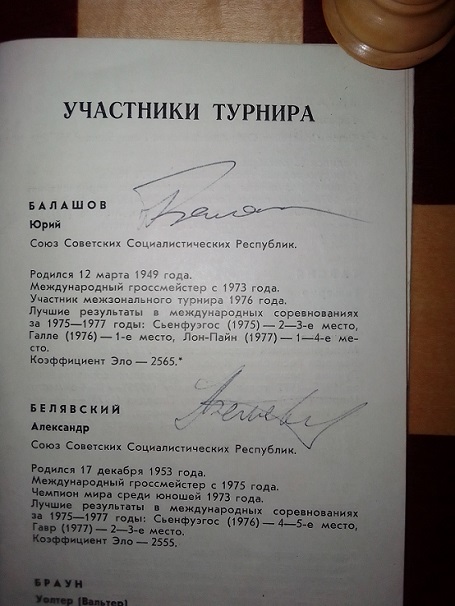 УЧАСТНИКИ ТУРНИРА
БАЛАШОВ
Юрий
Союз Советских Социалистических Республик.
Родился 12 марта 1949 года.
Международный гроссмейстер с 1973 года.
Участник межзонального турнира 1976 года.
Лучшие результаты в международных соревнованиях
за 1975—1977 годы: Сьенфуэгос (1975) — 2—3-е место,
Галле (1976) — 1-е место, Лон-Пайн (1977) — 1—4-е ме-
сто.
Коэффициент Эло — 2565.*
БЕЛЯВСКИЙ
Александр
Союз Советских Социалистических Республик.
Родился 17 декабря 1953 года.
Международный гроссмейстер с 1975 года.
Чемпион мира среди юношей 1973 года.
Лучшие результаты в международных соревнованиях
за 1975—1977 годы: Сьенфуэгос (1976) — 4—5-е место,
Гавр (1977) — 2—3-е место.
Коэффициент Эло — 2555.
БРАУН
Уолтер (Вальтер)